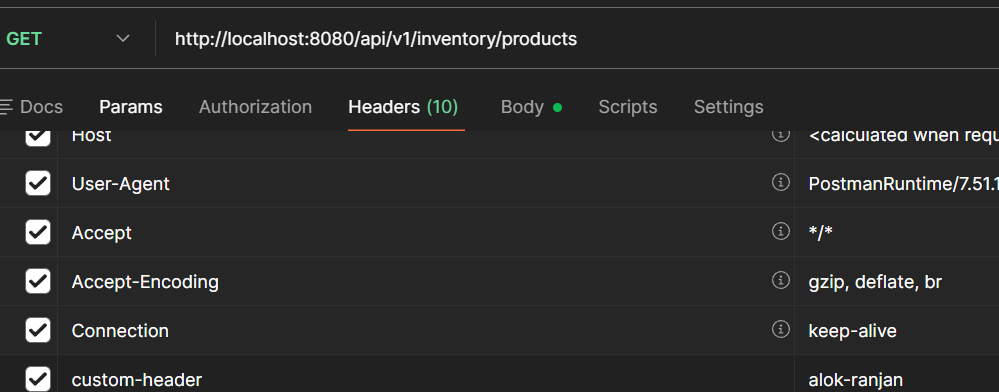 GET http://localhost:8080/api/v1/inventory/products
Docs Params Authorization Headers (10) Body Scripts Settings
Host <calculated when requ
User-Agent PostmanRuntime/7.51.1
Accept */*
Accept-Encoding gzip, deflate, br
Connection keep-alive
custom-header alok-ranjan